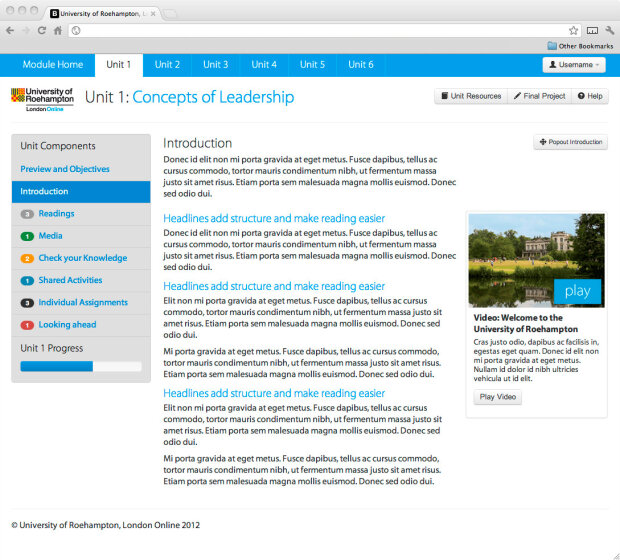 University of Roehampton, L
Other Bookmarks
Module Home Unit 1 Unit 2 Unit 3 Unit 4 Unit 5 Unit 6 Username
University of
Roehampton
London Online
Unit 1: Concepts of Leadership
Unit Resources Final Project Help
Unit Components
Preview and Objectives
Introduction
3 Readings
1 Media
2 Check your Knowledge
1 Shared Activities
3 Individual Assignments
1 Looking ahead
Unit 1 Progress
Introduction
Popout Introduction
Donec id elit non mi porta gravida at eget metus. Fusce dapibus, tellus ac
cursus commodo, tortor mauris condimentum nibh, ut fermentum massa
justo sit amet risus. Etiam porta sem malesuada magna mollis euismod. Donec
sed odio dui.
Headlines add structure and make reading easier
Donec id elit non mi porta gravida at eget metus. Fusce dapibus, tellus ac
cursus commodo, tortor mauris condimentum nibh, ut fermentum massa
justo sit amet risus. Etiam porta sem malesuada magna mollis euismod. Donec
sed odio dui.
Headlines add structure and make reading easier
Elit non mi porta gravida at eget metus. Fusce dapibus, tellus ac cursus
commodo, tortor mauris condimentum nibh, ut fermentum massa justo sit
amet risus. Etiam porta sem malesuada magna mollis euismod. Donec sed
odio dui.
Mi porta gravida at eget metus. Fusce dapibus, tellus ac cursus commodo,
tortor mauris condimentum nibh, ut fermentum massa justo sit amet risus.
Etiam porta sem malesuada magna mollis euismod. Donec sed odio dui.
Headlines add structure and make reading easier
Elit non mi porta gravida at eget metus. Fusce dapibus, tellus ac cursus
commodo, tortor mauris condimentum nibh, ut fermentum massa justo sit
amet risus. Etiam porta sem malesuada magna mollis euismod. Donec sed
odio dui.
Mi porta gravida at eget metus. Fusce dapibus, tellus ac cursus commodo,
tortor mauris condimentum nibh, ut fermentum massa justo sit amet risus.
Etiam porta sem malesuada magna mollis euismod. Donec sed odio dui.
play
Video: Welcome to the
University of Roehampton
Cras justo odio, dapibus ac facilisis in,
egestas eget quam. Donec id elit non
mi porta gravida at eget metus.
Nullam id dolor id nibh ultricies
vehicula ut id elit.
Play Video
© University of Roehampton, London Online 2012